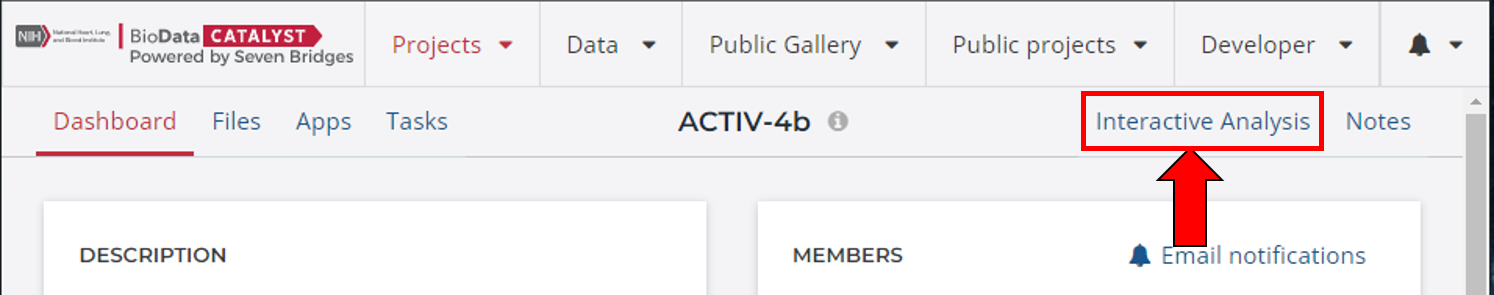 NIH National Heart, Lung, and Blood Institute BioData CATALYST
Powered by Seven Bridges
Projects Data Public Gallery Public projects Developer
Dashboard Files Apps Tasks ACTIV-4b Interactive Analysis Notes
DESCRIPTION MEMBERS Email notifications